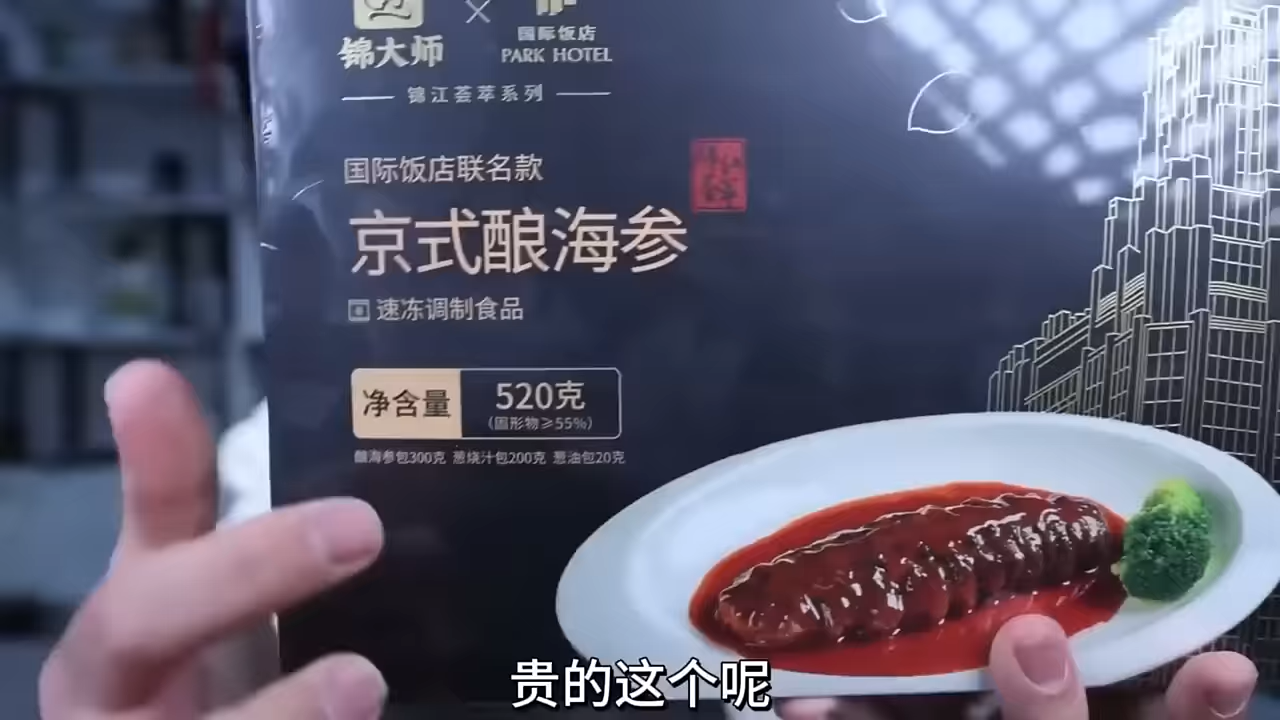 锦大师
国际饭店
PARK HOTEL
锦江荟萃系列
国际饭店联名款
京式酿海参
速冻调制食品
净含量
520克
(固形物≥55%)
酿海参包300克 葱烧汁包200克 葱油包20克
贵的这个呢